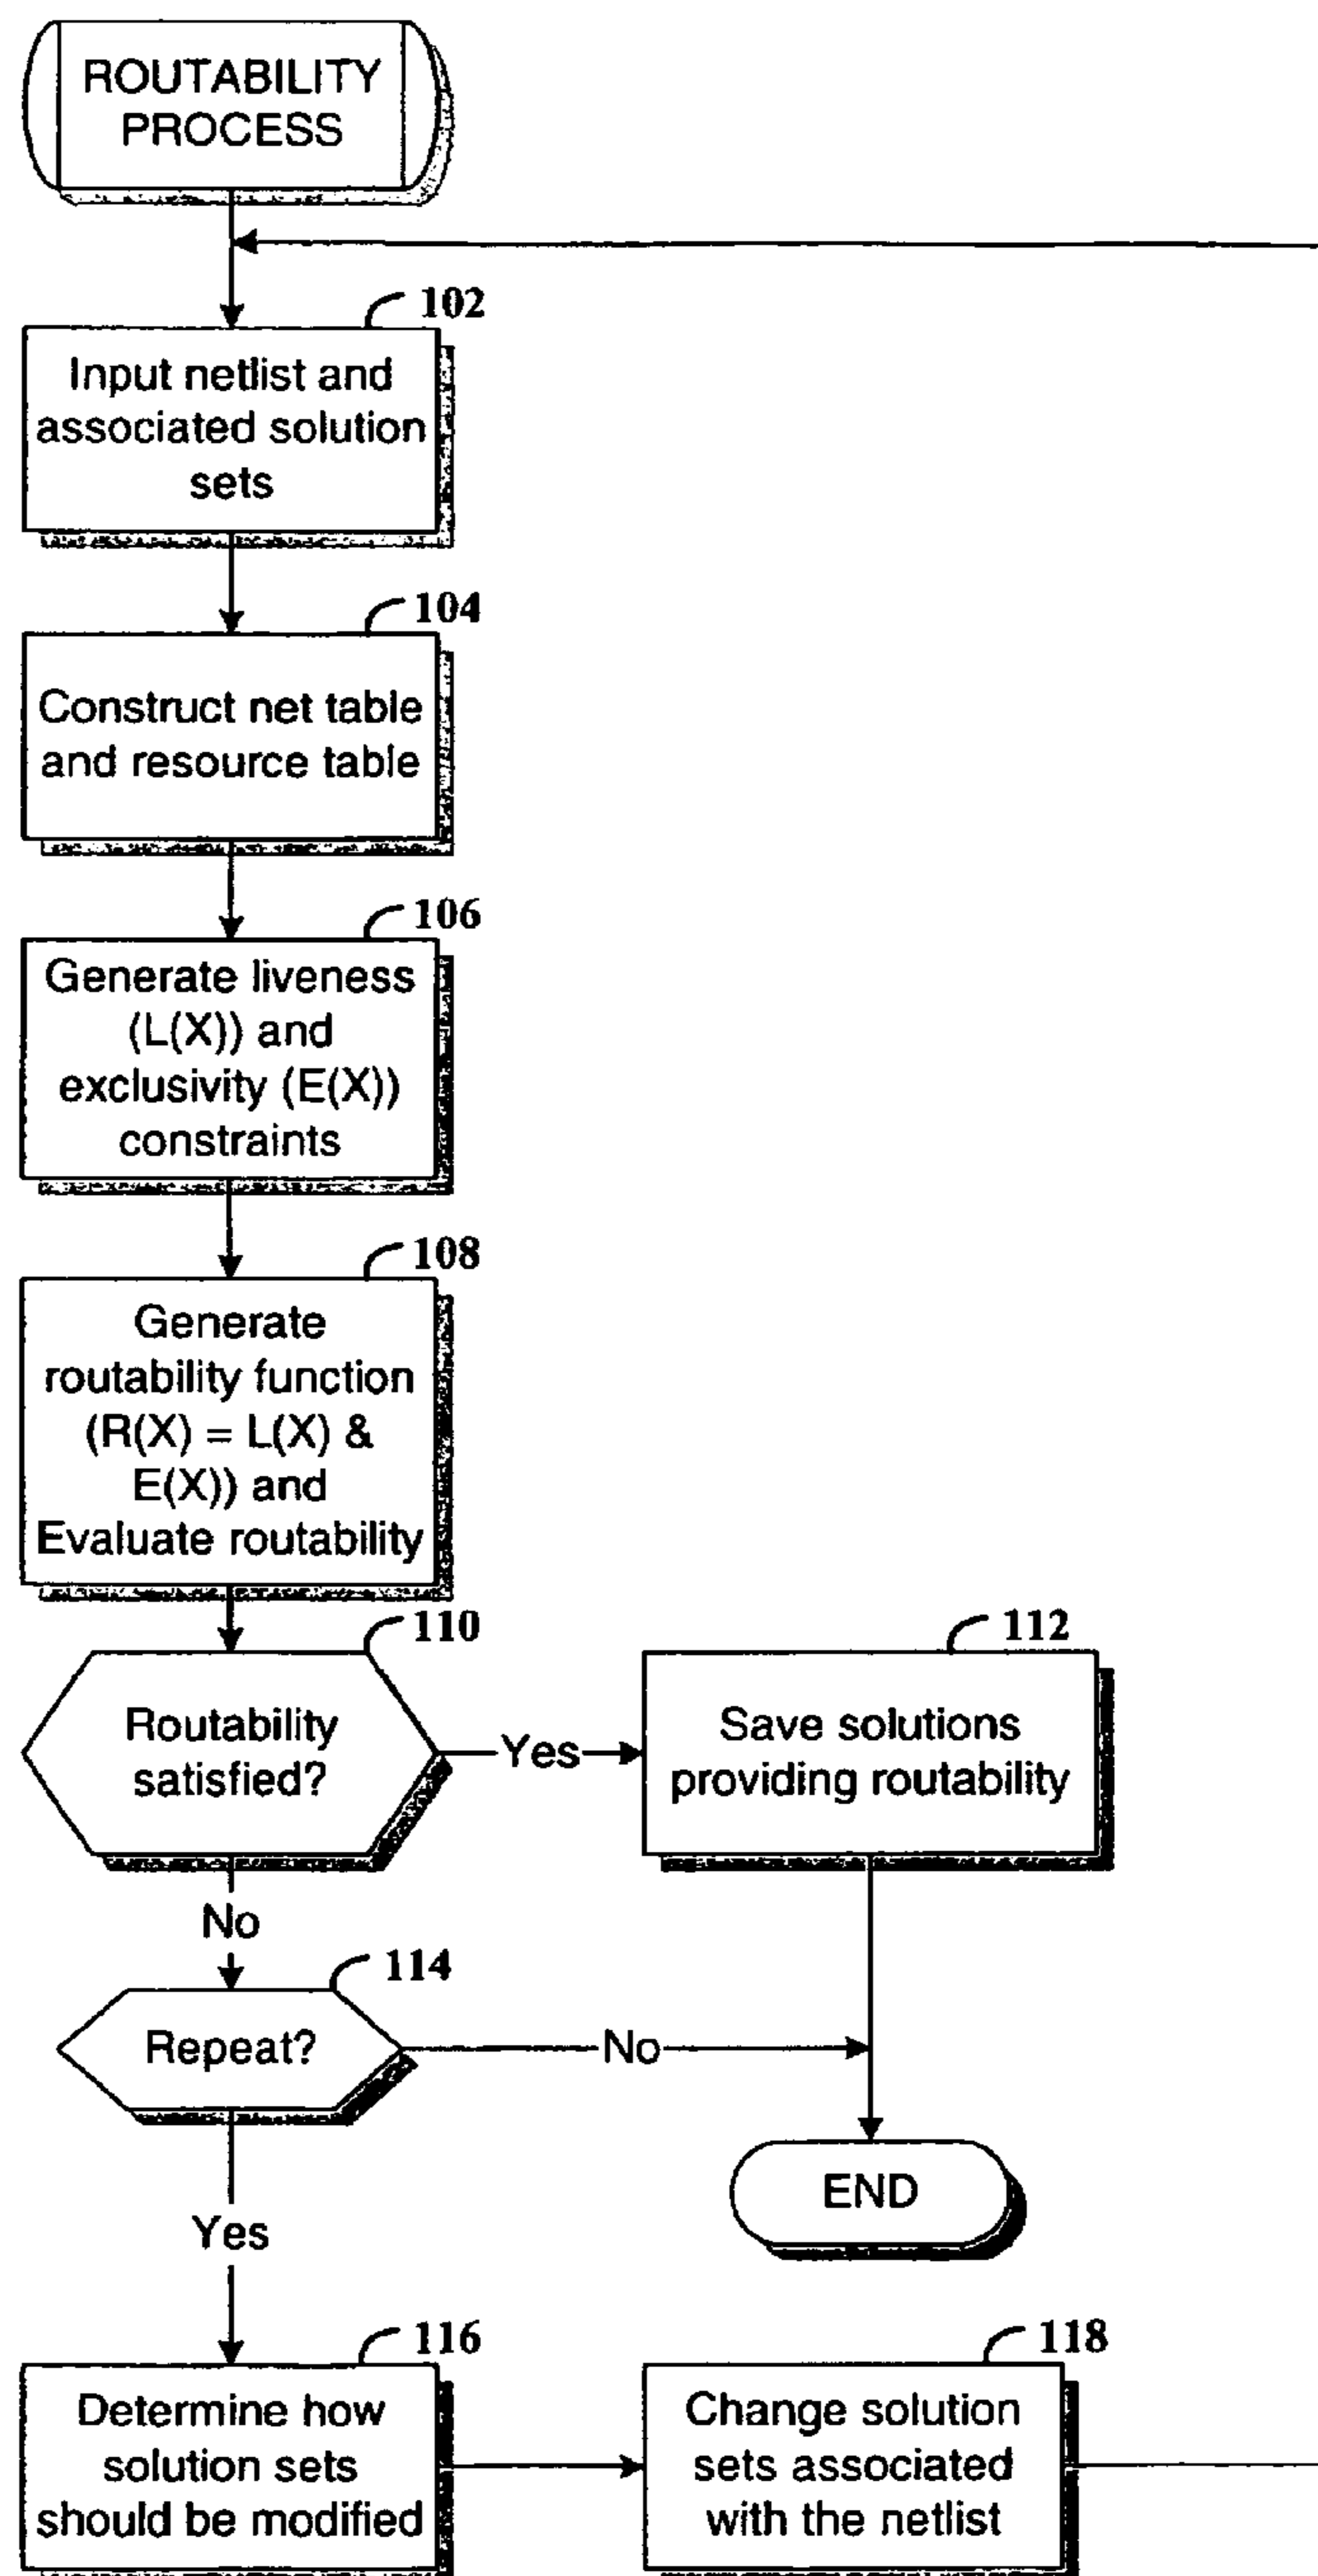 ROUTABILITY
PROCESS
102
Input netlist and
associated solution
sets
104
Construct net table
and resource table
106
Generate liveness
(L(X)) and
exclusivity (E(X))
constraints
108
Generate
routability function
(R(X) = L(X) &
E(X)) and
Evaluate routability
110
Routability
satisfied?
Yes
112
Save solutions
providing routability
No
114
Repeat?
No
END
Yes
116
Determine how
solution sets
should be modified
118
Change solution
sets associated
with the netlist